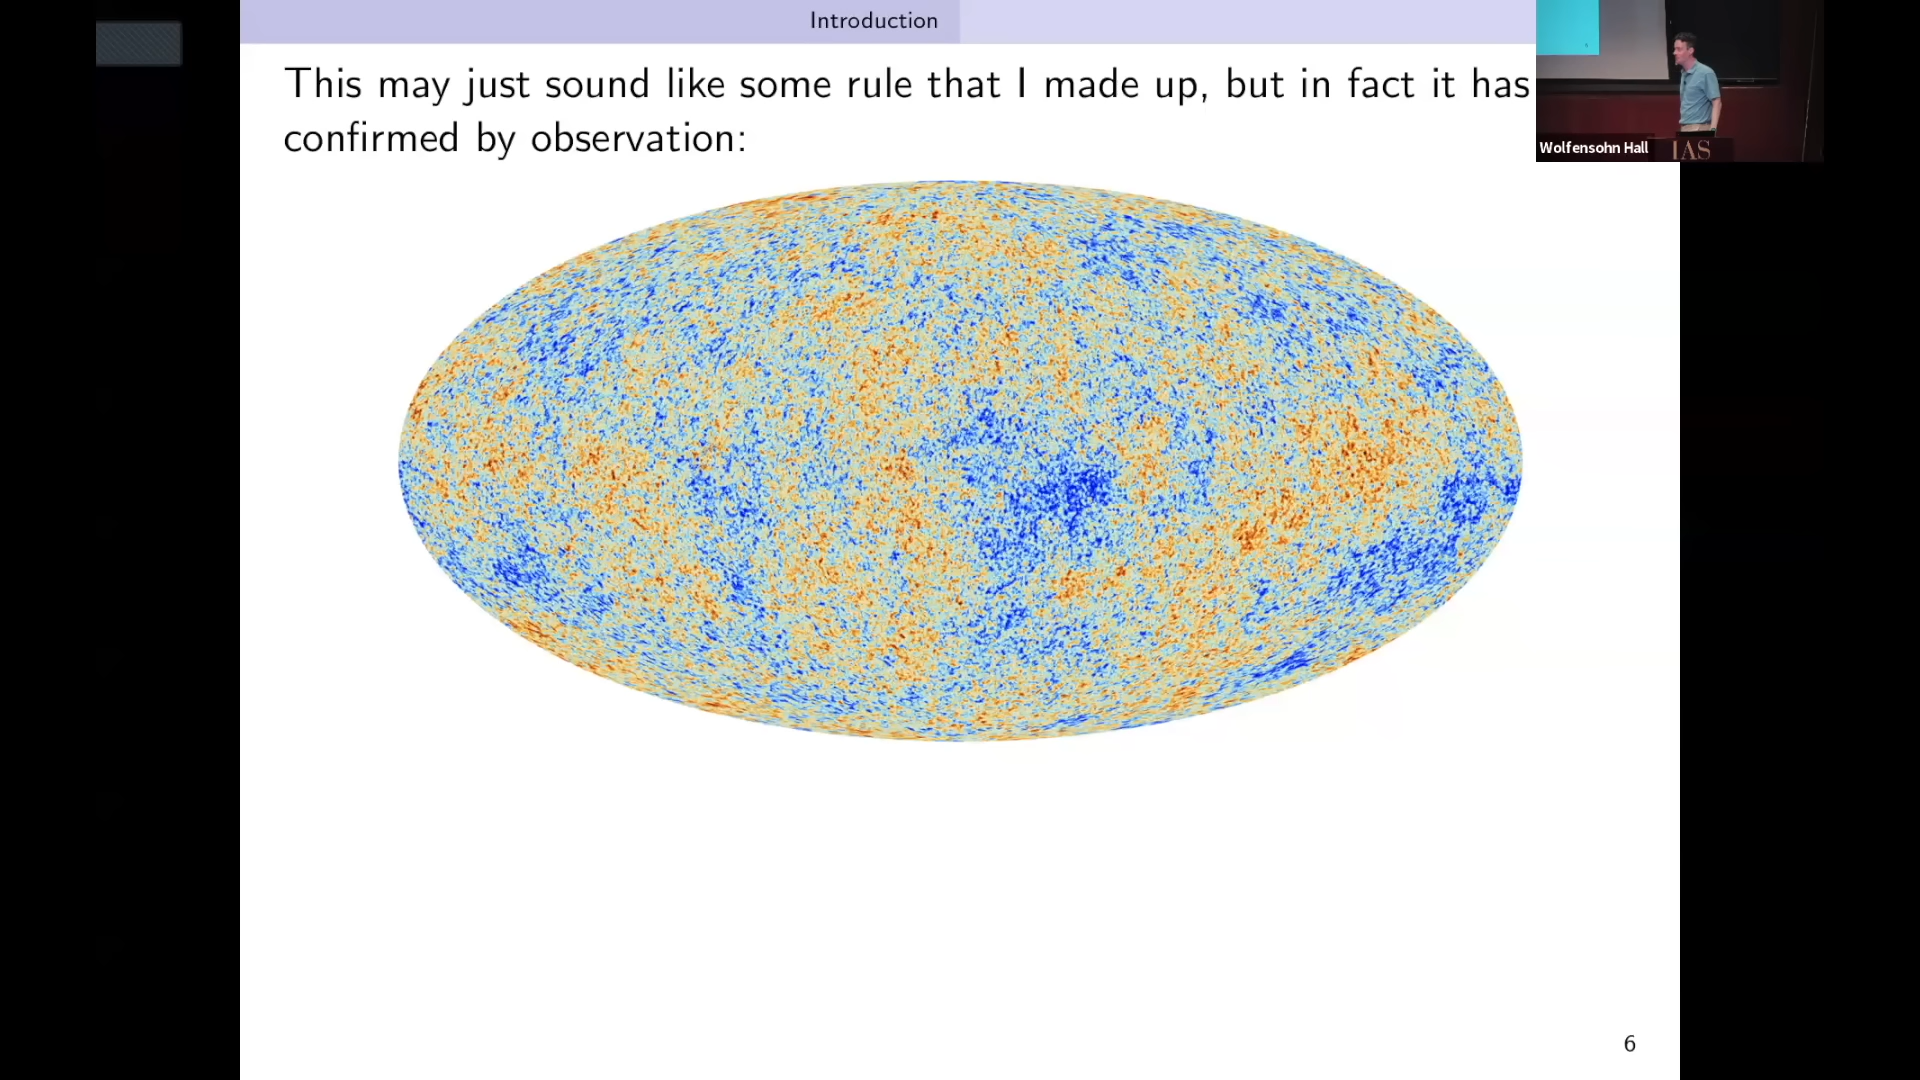 Introduction
This may just sound like some rule that I made up, but in fact it has
confirmed by observation:
Wolfensohn Hall
IAS
6